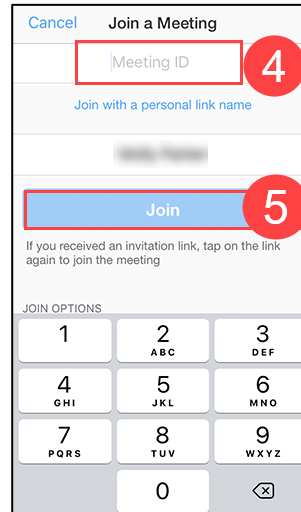 Cancel Join a Meeting
Meeting ID
4
Join with a personal link name
Join
5
If you received an invitation link, tap on the link
again to join the meeting
JOIN OPTIONS
1 2 3
ABC DEF
4 5 6
GHI JKL MNO
7 8 9
PQRS TUV WXYZ
0